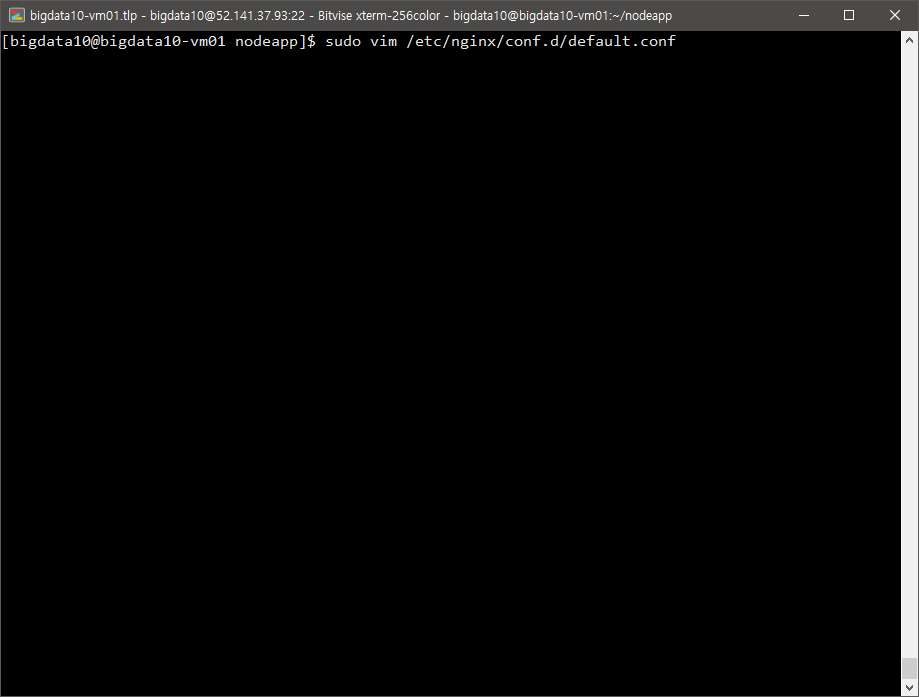 bigdata10-vm01.tlp - bigdata10@52.141.37.93:22 - Bitvise xterm-256color - bigdata10@bigdata10-vm01:~/nodeapp
[bigdata10@bigdata10-vm01 nodeapp]$ sudo vim /etc/nginx/conf.d/default.conf